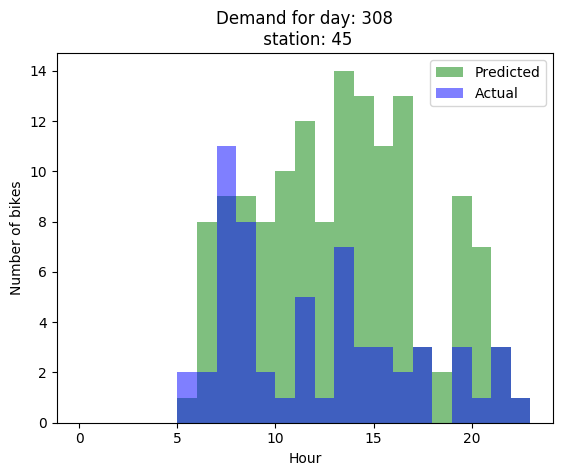 Demand for day: 308
station: 45
14
12
10
8
6
4
2
0
Number of bikes
Predicted
Actual
0
5
10
15
20
Hour